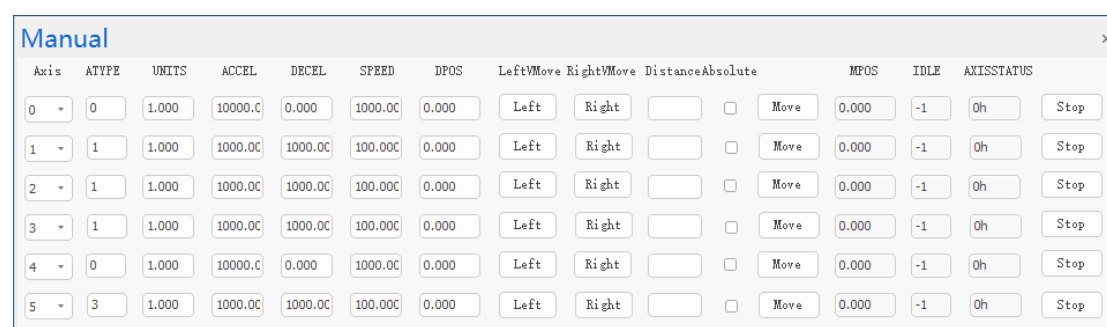 Manual
Axis ATYPE UNITS ACCEL DECEL SPEED DPOS LeftVMove RightVMove Distance Absolute MPOS IDLE AXISSTATUS
0 0 1.000 10000.0 0.000 1000.00 0.000 Left Right Move 0.000 -1 0h Stop
1 1 1.000 1000.00 1000.00 1000.00 0.000 Left Right Move 0.000 -1 0h Stop
2 1 1.000 1000.00 1000.00 100.000 0.000 Left Right Move 0.000 -1 0h Stop
3 1 1.000 1000.00 1000.00 100.000 0.000 Left Right Move 0.000 -1 0h Stop
4 0 1.000 10000.0 0.000 1000.00 0.000 Left Right Move 0.000 -1 0h Stop
5 3 1.000 1000.00 1000.00 100.000 0.000 Left Right Move 0.000 -1 0h Stop